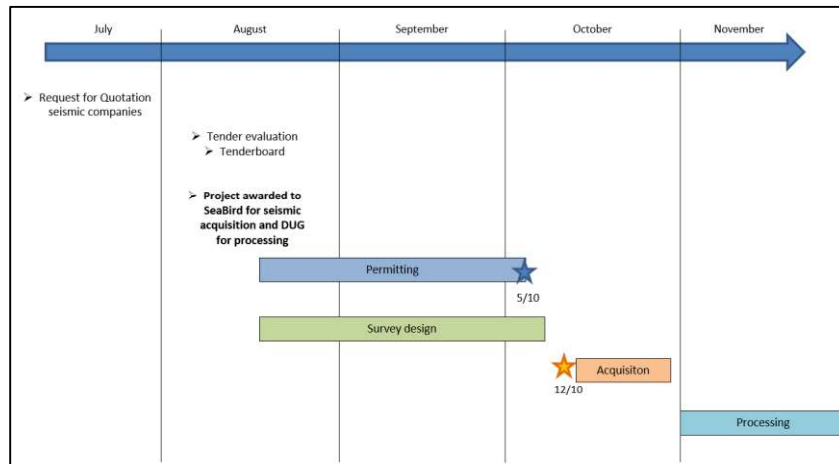 July
August
September
October
November
➢ Request for Quotation
seismic companies
➢ Tender evaluation
➢ Tenderboard
➢ Project awarded to
SeaBird for seismic
acquisition and DUG
for processing
Permitting
5/10
Survey design
12/10
Acquisiton
Processing